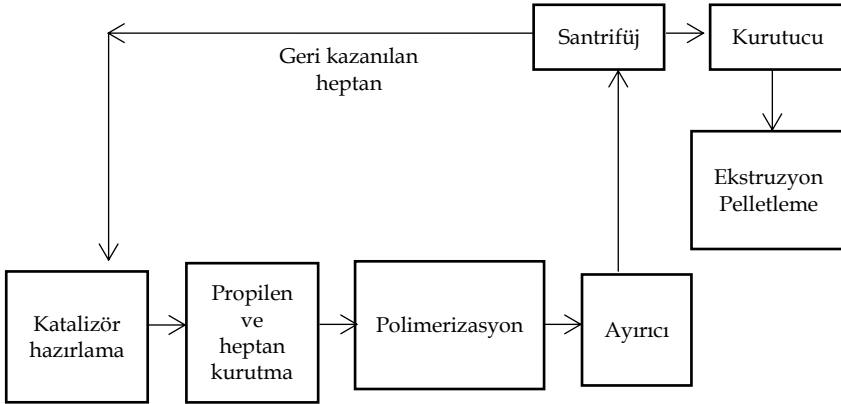 Santrifüj
Kurutucu
Geri kazanılan
heptan
Ekstruzyon
Pelletleme
Katalizör
hazırlama
Propilen
ve
heptan
kurutma
Polimerizasyon
Ayırıcı